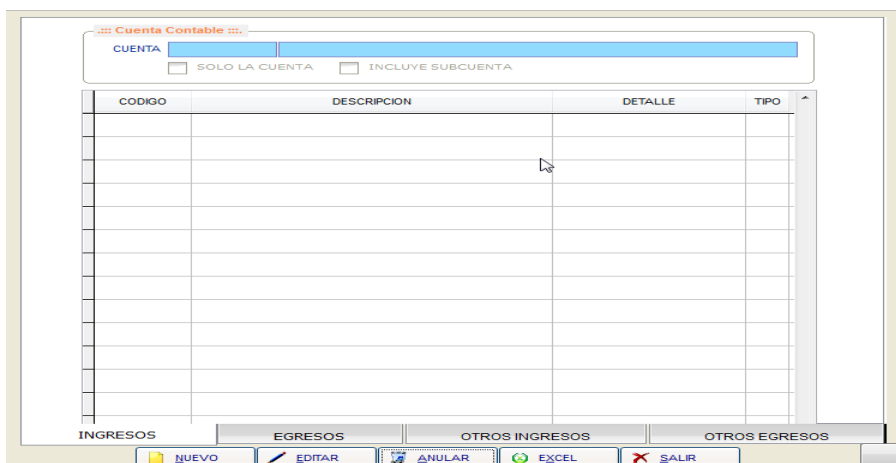 .::: Cuenta Contable :::.
CUENTA
SOLO LA CUENTA INCLUYE SUBCUENTA
CODIGO DESCRIPCION DETALLE TIPO
INGRESOS EGRESOS OTROS INGRESOS OTROS EGRESOS
NUEVO EDITAR ANULAR EXCEL SALIR